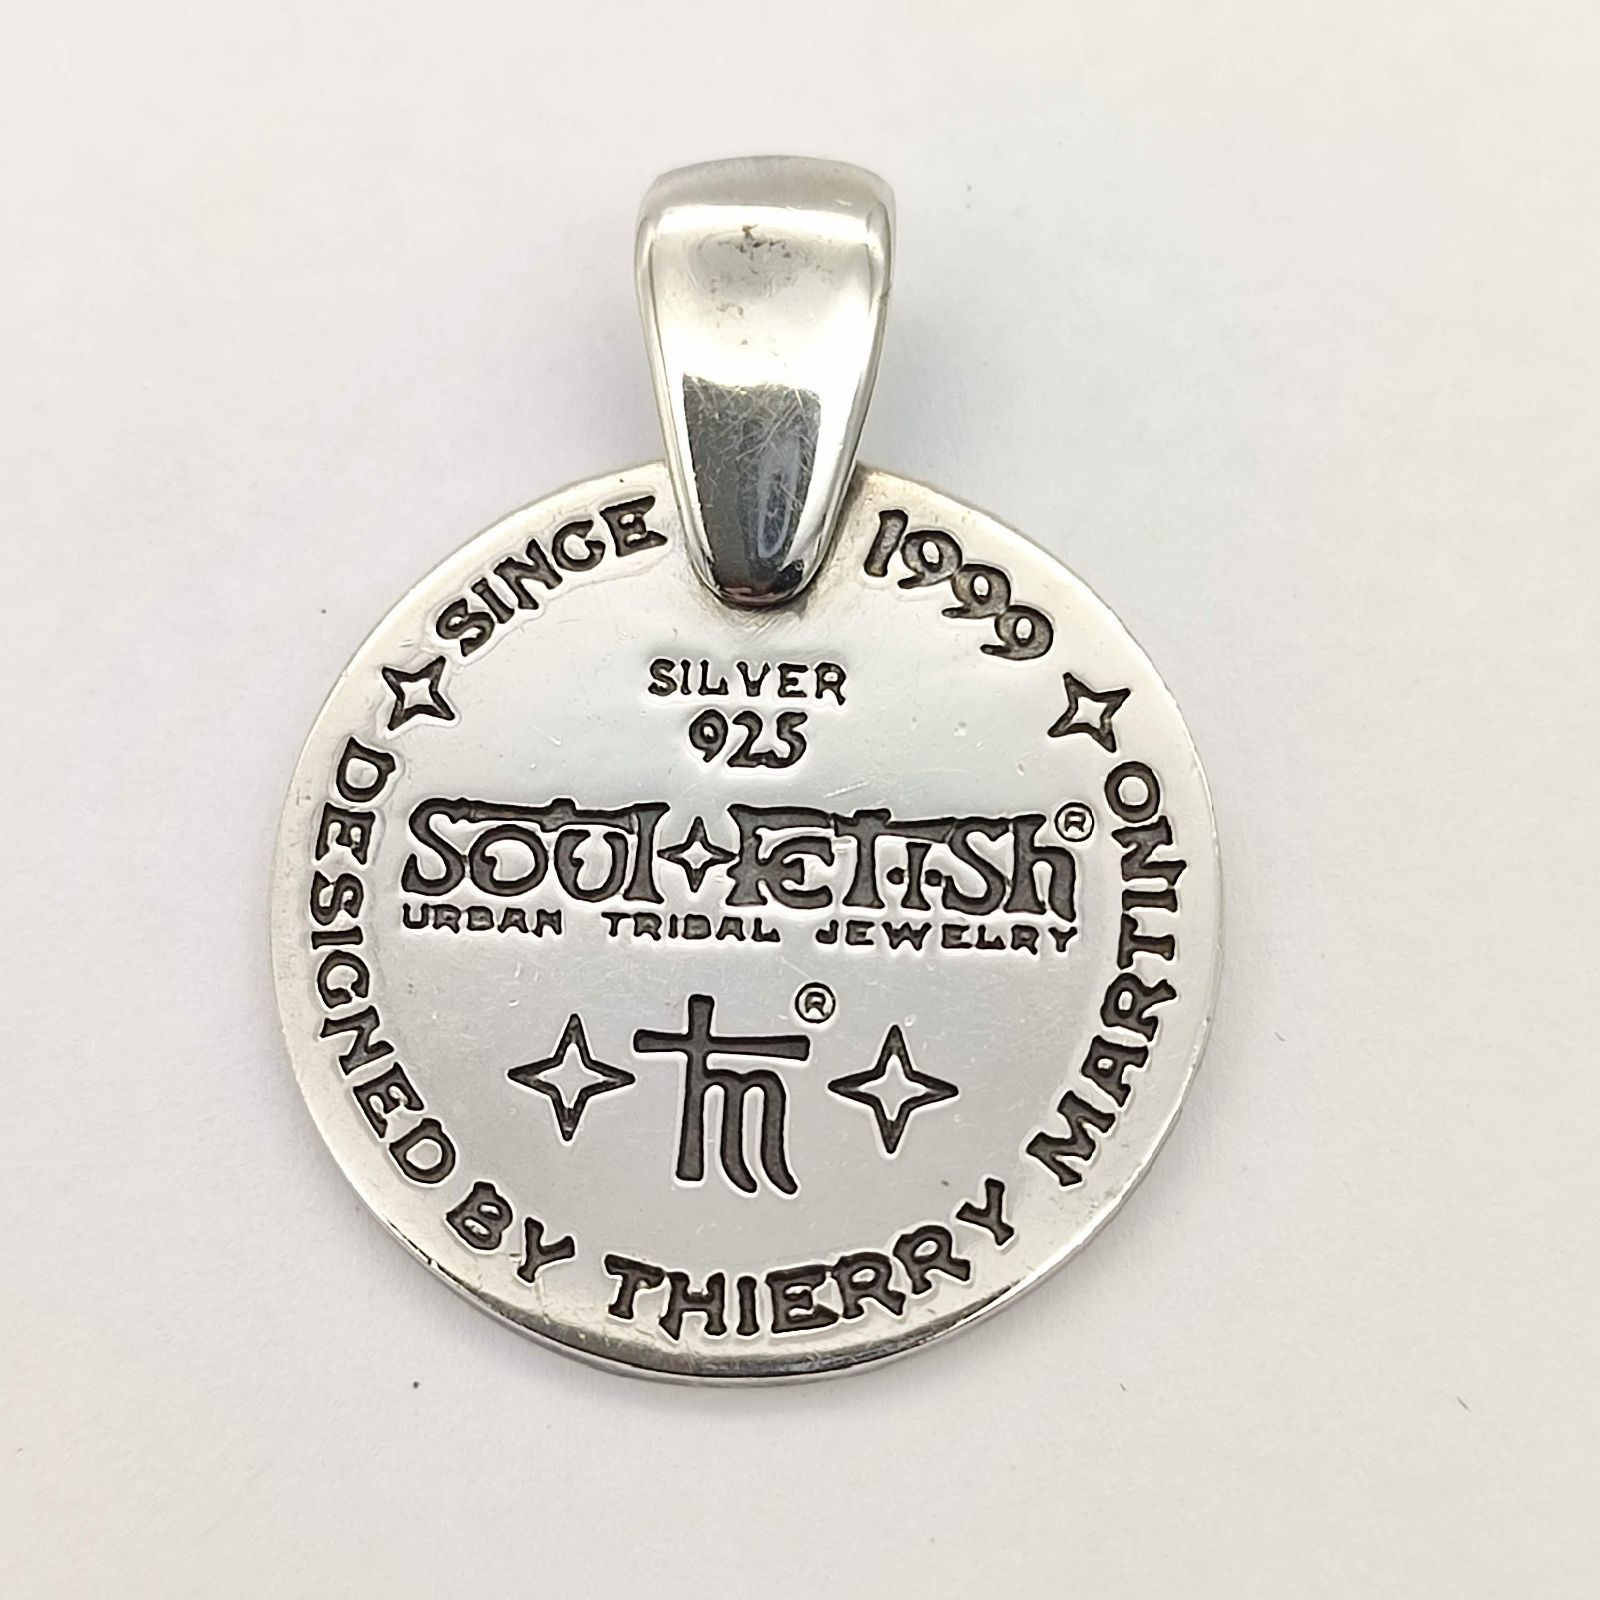 SINCE 1999
SILVER
925
SOUL FETISH®
URBAN TRIBAL JEWELRY
tm®
DESIGNED BY THIERRY MARTINO